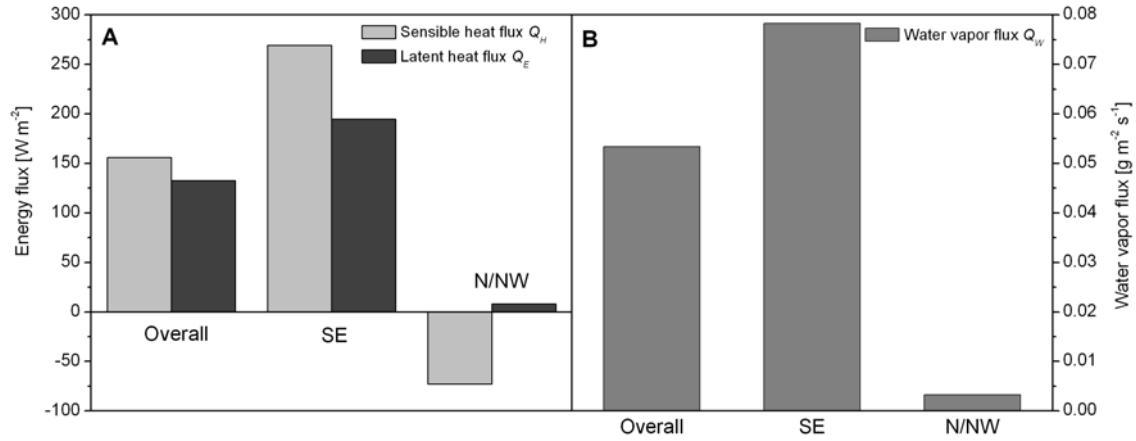 A
Sensible heat flux Q_H
Latent heat flux Q_E
Energy flux [W m⁻²]
300
250
200
150
100
50
0
-50
-100
Overall
SE
N/NW
B
Water vapor flux Q_W
Water vapor flux [g m⁻² s⁻¹]
0.08
0.07
0.06
0.05
0.04
0.03
0.02
0.01
0.00
Overall
SE
N/NW